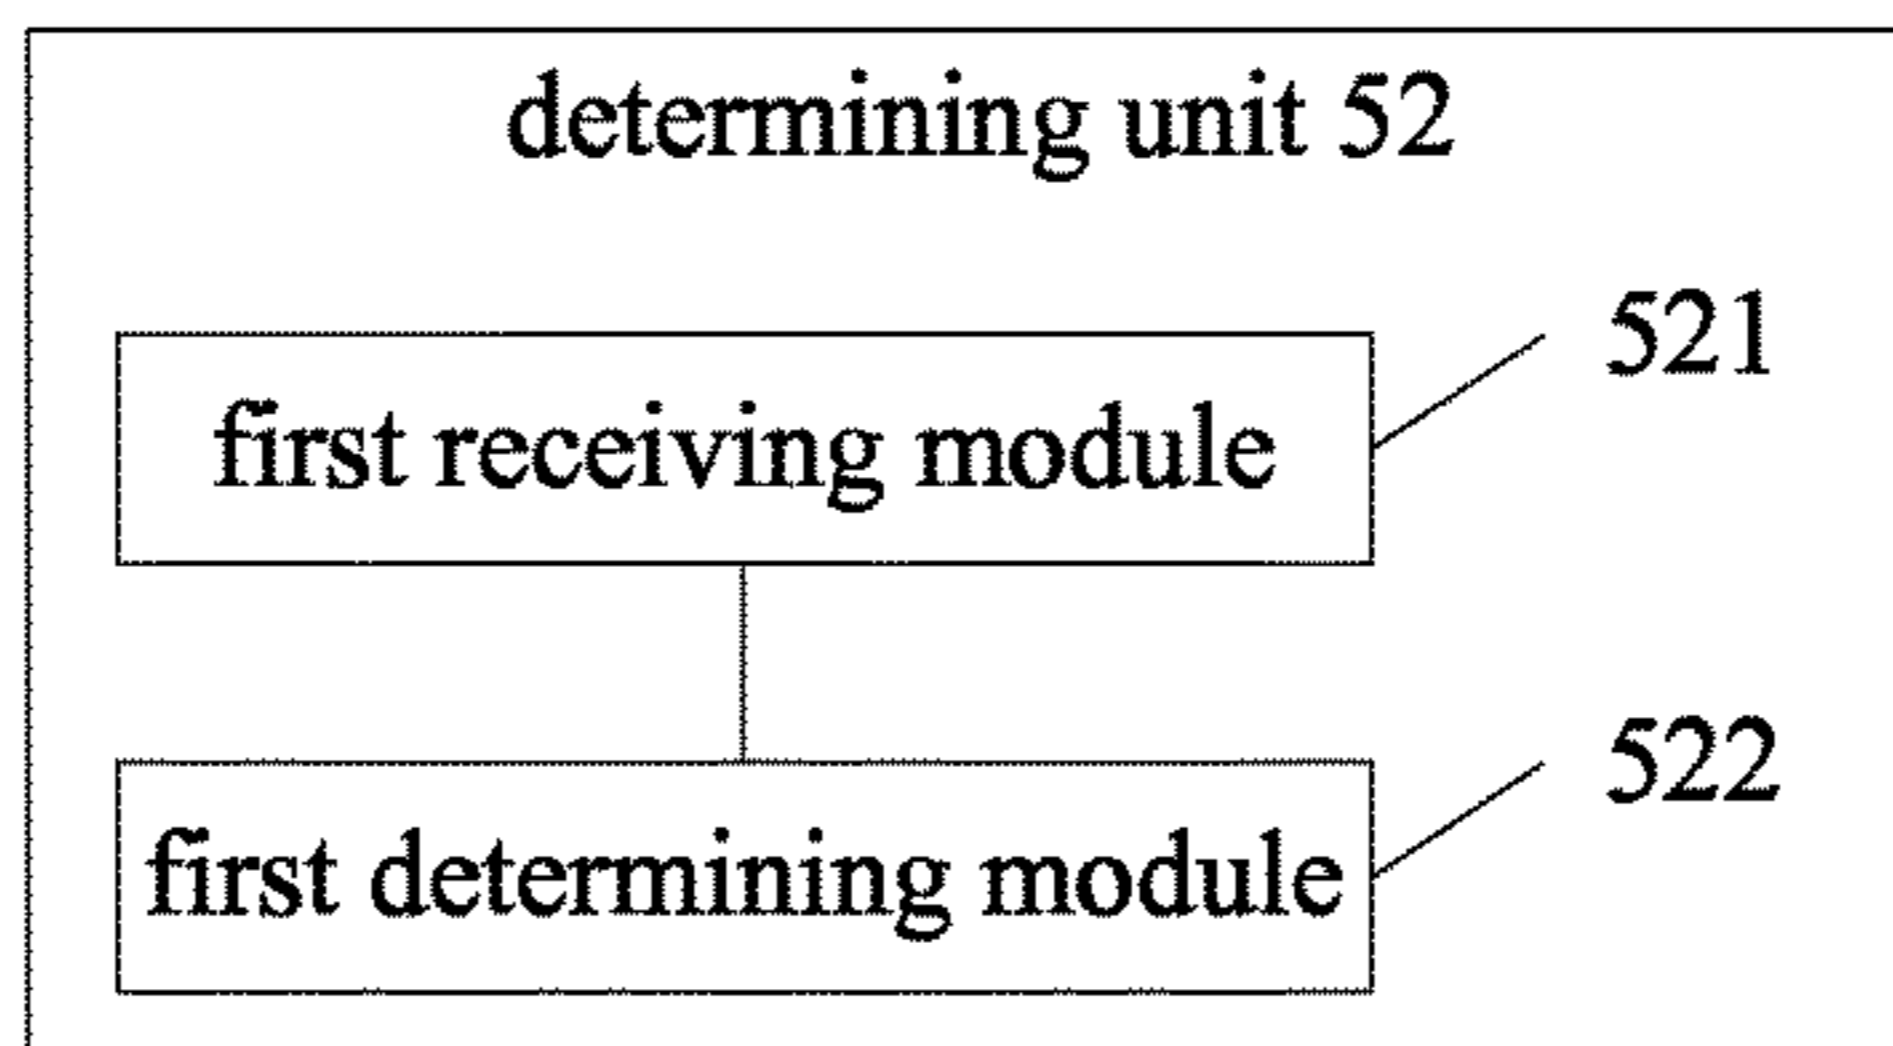 determining unit 52
521
first receiving module
522
first determining module